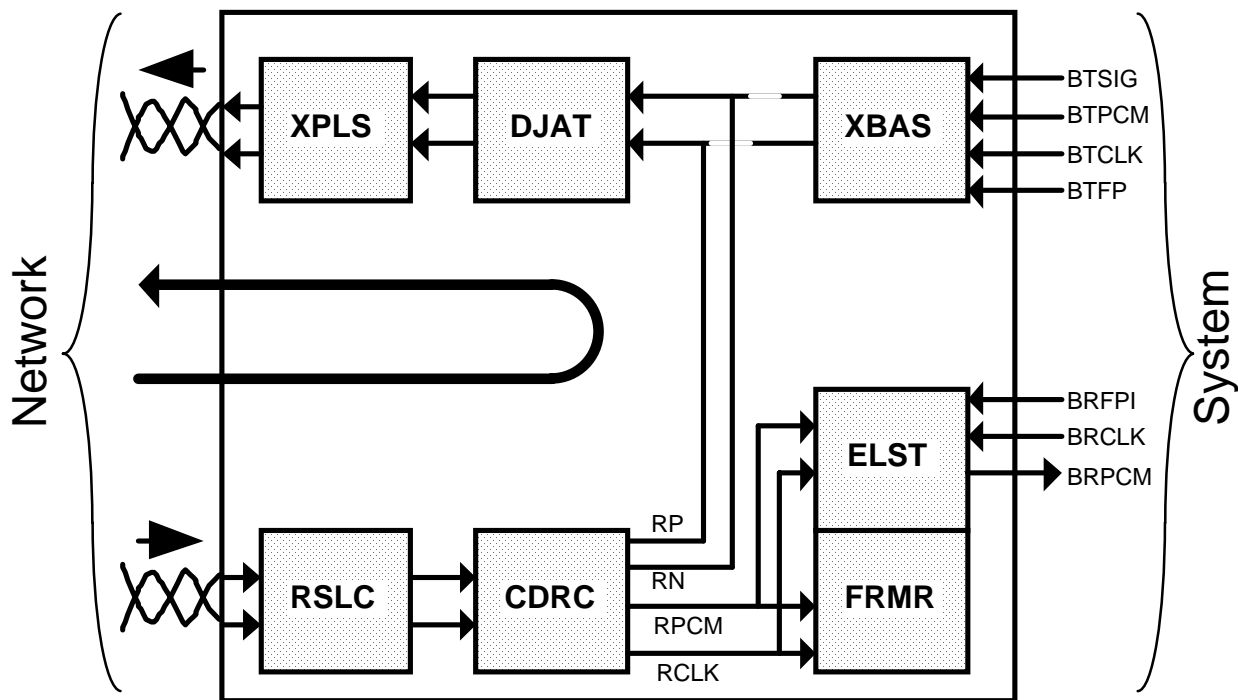 XPLS
DJAT
XBAS
BTSIG
BTPCM
BTCLK
BTFP
Network
System
ELST
BRFPI
BRCLK
BRPCM
RSLC
CDRC
RP
RN
RPCM
RCLK
FRMR